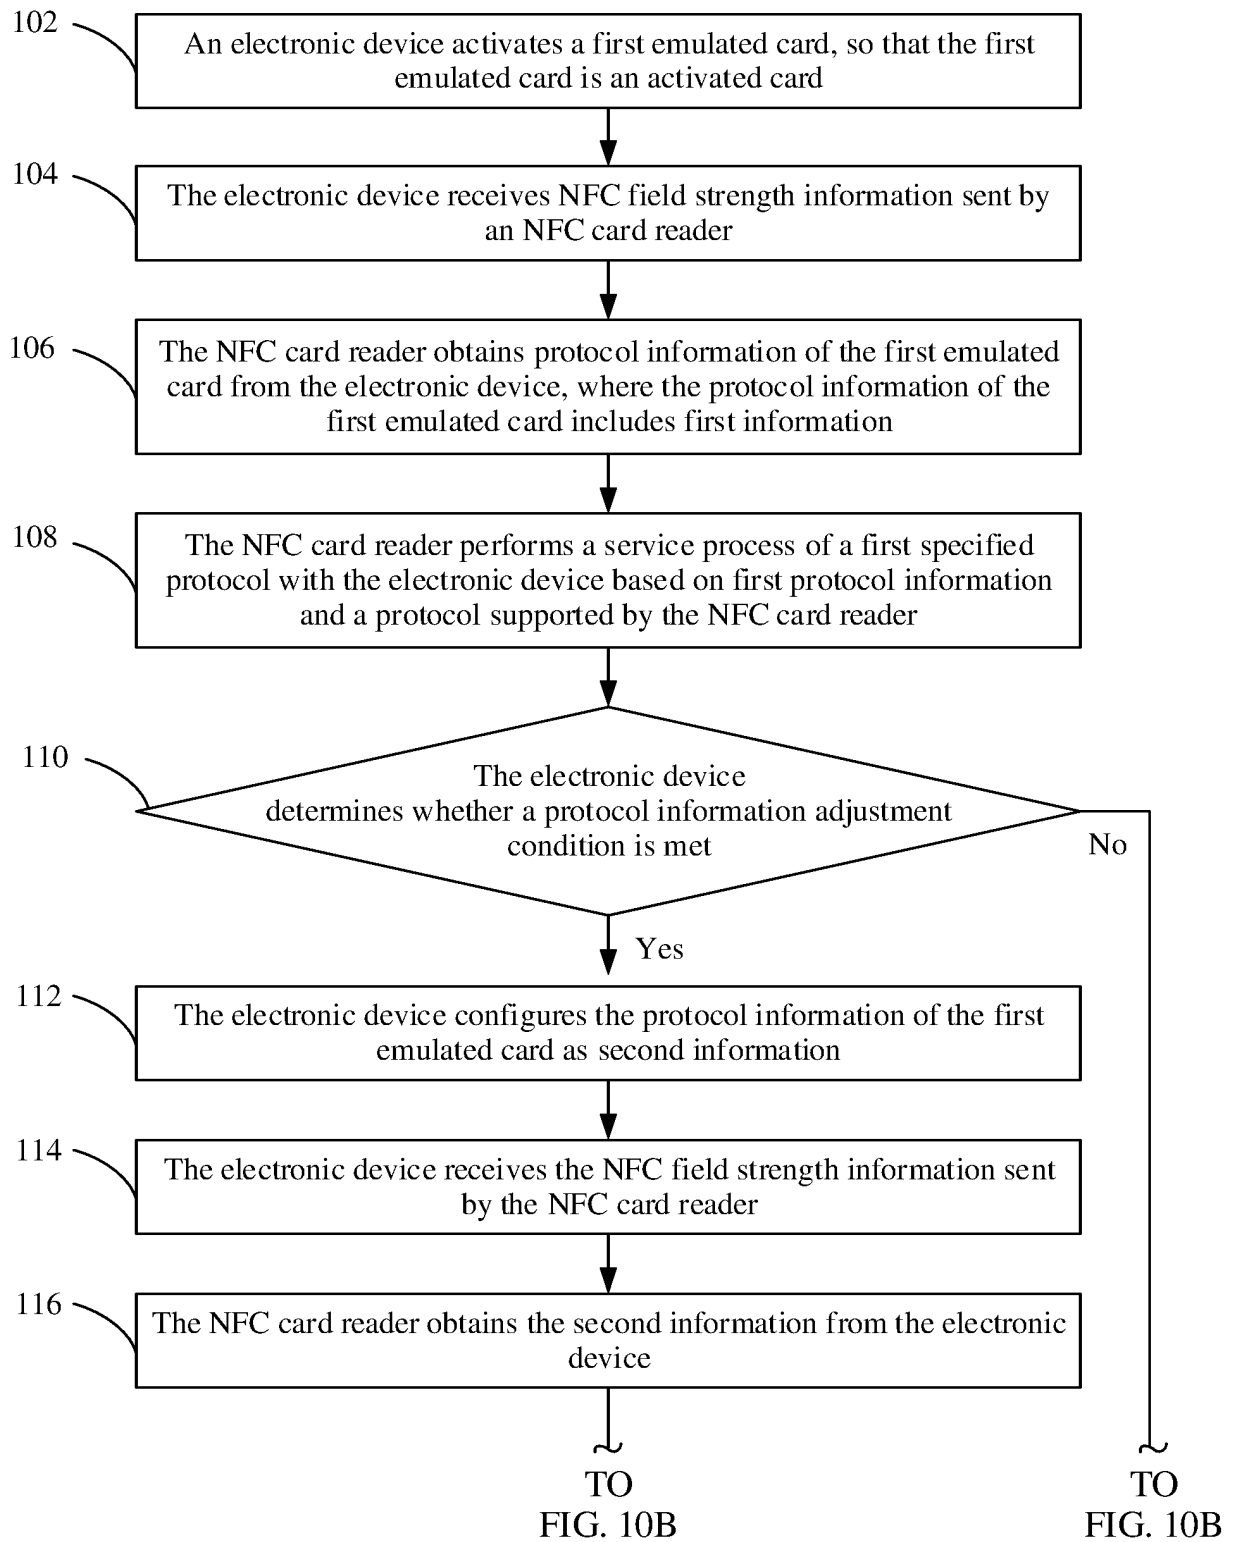 102
An electronic device activates a first emulated card, so that the first
emulated card is an activated card
104
The electronic device receives NFC field strength information sent by
an NFC card reader
106
The NFC card reader obtains protocol information of the first emulated
card from the electronic device, where the protocol information of the
first emulated card includes first information
108
The NFC card reader performs a service process of a first specified
protocol with the electronic device based on first protocol information
and a protocol supported by the NFC card reader
110
The electronic device
determines whether a protocol information adjustment
condition is met
No
Yes
112
The electronic device configures the protocol information of the first
emulated card as second information
114
The electronic device receives the NFC field strength information sent
by the NFC card reader
116
The NFC card reader obtains the second information from the electronic
device
TO
FIG. 10B
TO
FIG. 10B